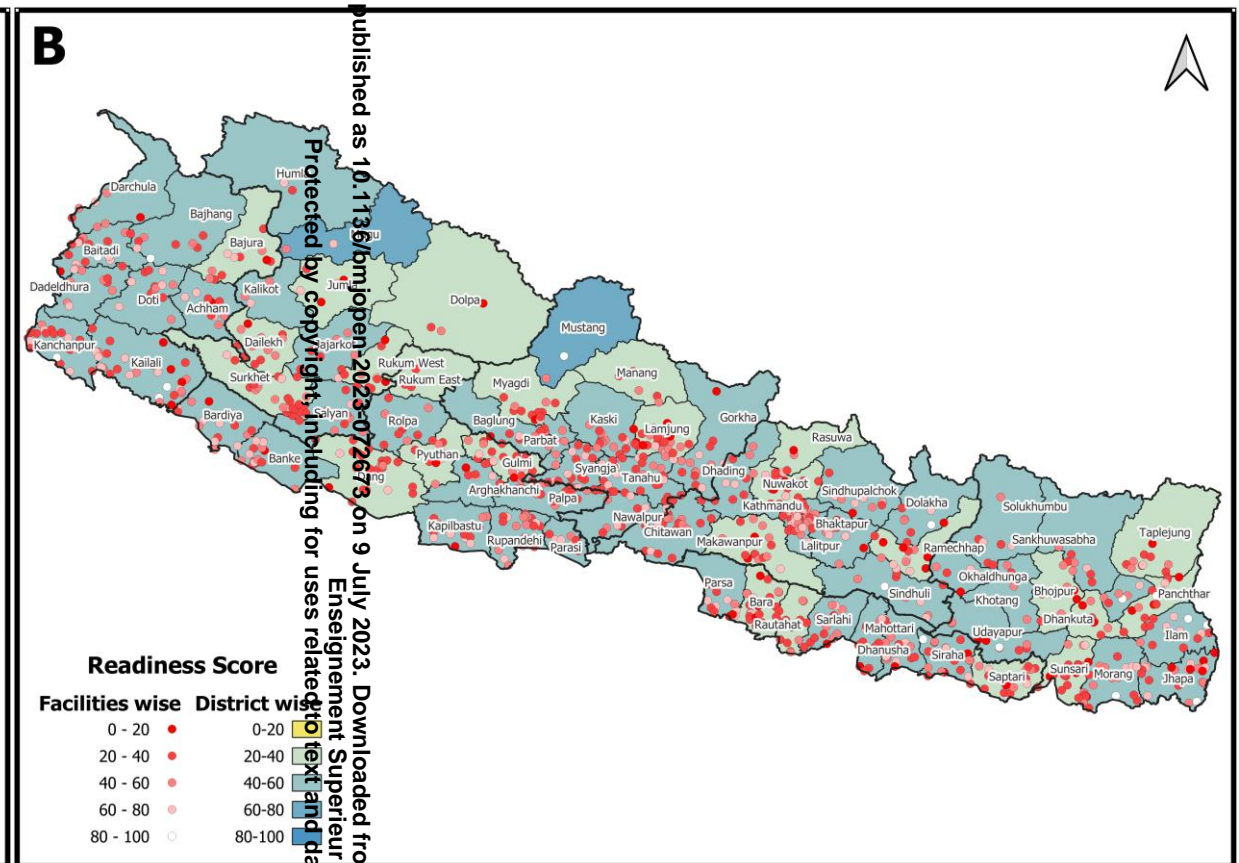 B
published as 10.1136/bmjopen-2023-072673 on 9 July 2023. Downloaded fro
Protected by copyright, including for uses related to text and da
Enseignement Superieur
Darchula
Humla
Bajhang
Bajura
Baitadi
Dadeldhura
Doti
Achham
Kalikot
Jumla
Dolpa
Mustang
Kanchanpur
Kailali
Dailekh
Jajarkot
Rukum West
Rukum East
Surkhet
Myagdi
Manang
Bardiya
Salyan
Rolpa
Baglung
Kaski
Lamjung
Gorkha
Parbat
Rasuwa
Banke
Pyuthan
Gulmi
Syangja
Tanahu
Dhading
Nuwakot
Sindhupalchok
Dolakha
Solukhumbu
Arghakhanchi
Palpa
Kathmandu
Bhaktapur
Sankhuwasabha
Taplejung
Kapilbastu
Rupandehi
Parasi
Nawalpur
Chitawan
Makawanpur
Lalitpur
Ramechhap
Okhaldhunga
Bhojpur
Panchthar
Parsa
Bara
Rautahat
Sarlahi
Sindhuli
Khotang
Dhankuta
Ilam
Mahottari
Dhanusha
Siraha
Udayapur
Saptari
Sunsari
Morang
Jhapa
Readiness Score
Facilities wise District wise
0 - 20 0-20
20 - 40 20-40
40 - 60 40-60
60 - 80 60-80
80 - 100 80-100